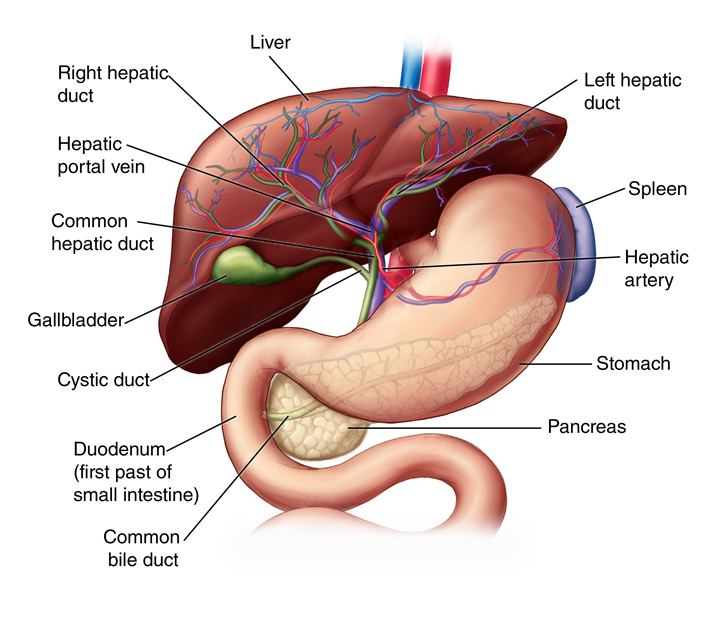 Liver
Right hepatic
duct
Left hepatic
duct
Hepatic
portal vein
Spleen
Common
hepatic duct
Hepatic
artery
Gallbladder
Stomach
Cystic duct
Pancreas
Duodenum
(first past of
small intestine)
Common
bile duct